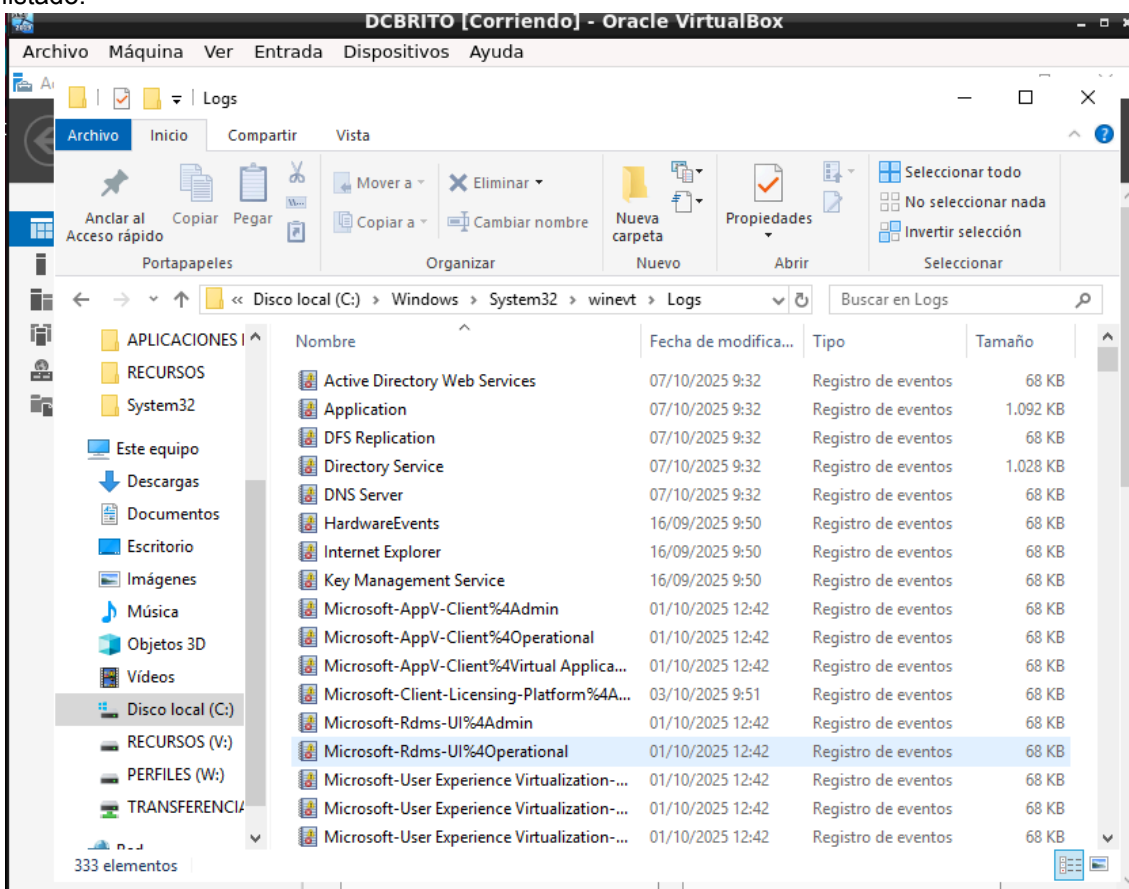 listado.
DCBRITO [Corriendo] - Oracle VirtualBox
Archivo Máquina Ver Entrada Dispositivos Ayuda
Logs
Archivo Inicio Compartir Vista
Anclar al Acceso rápido
Copiar
Pegar
Mover a
Copiar a
Eliminar
Cambiar nombre
Nueva carpeta
Propiedades
Seleccionar todo
No seleccionar nada
Invertir selección
Portapapeles Organizar Nuevo Abrir Seleccionar
« Disco local (C:) > Windows > System32 > winevt > Logs
Buscar en Logs
APLICACIONES
RECURSOS
System32
Este equipo
Descargas
Documentos
Escritorio
Imágenes
Música
Objetos 3D
Vídeos
Disco local (C:)
RECURSOS (V:)
PERFILES (W:)
TRANSFERENCIA
Nombre Fecha de modifica... Tipo Tamaño
Active Directory Web Services 07/10/2025 9:32 Registro de eventos 68 KB
Application 07/10/2025 9:32 Registro de eventos 1.092 KB
DFS Replication 07/10/2025 9:32 Registro de eventos 68 KB
Directory Service 07/10/2025 9:32 Registro de eventos 1.028 KB
DNS Server 07/10/2025 9:32 Registro de eventos 68 KB
HardwareEvents 16/09/2025 9:50 Registro de eventos 68 KB
Internet Explorer 16/09/2025 9:50 Registro de eventos 68 KB
Key Management Service 16/09/2025 9:50 Registro de eventos 68 KB
Microsoft-AppV-Client%4Admin 01/10/2025 12:42 Registro de eventos 68 KB
Microsoft-AppV-Client%4Operational 01/10/2025 12:42 Registro de eventos 68 KB
Microsoft-AppV-Client%4Virtual Applica... 01/10/2025 12:42 Registro de eventos 68 KB
Microsoft-Client-Licensing-Platform%4A... 03/10/2025 9:51 Registro de eventos 68 KB
Microsoft-Rdms-UI%4Admin 01/10/2025 12:42 Registro de eventos 68 KB
Microsoft-Rdms-UI%4Operational 01/10/2025 12:42 Registro de eventos 68 KB
Microsoft-User Experience Virtualization-... 01/10/2025 12:42 Registro de eventos 68 KB
Microsoft-User Experience Virtualization-... 01/10/2025 12:42 Registro de eventos 68 KB
Microsoft-User Experience Virtualization-... 01/10/2025 12:42 Registro de eventos 68 KB
333 elementos